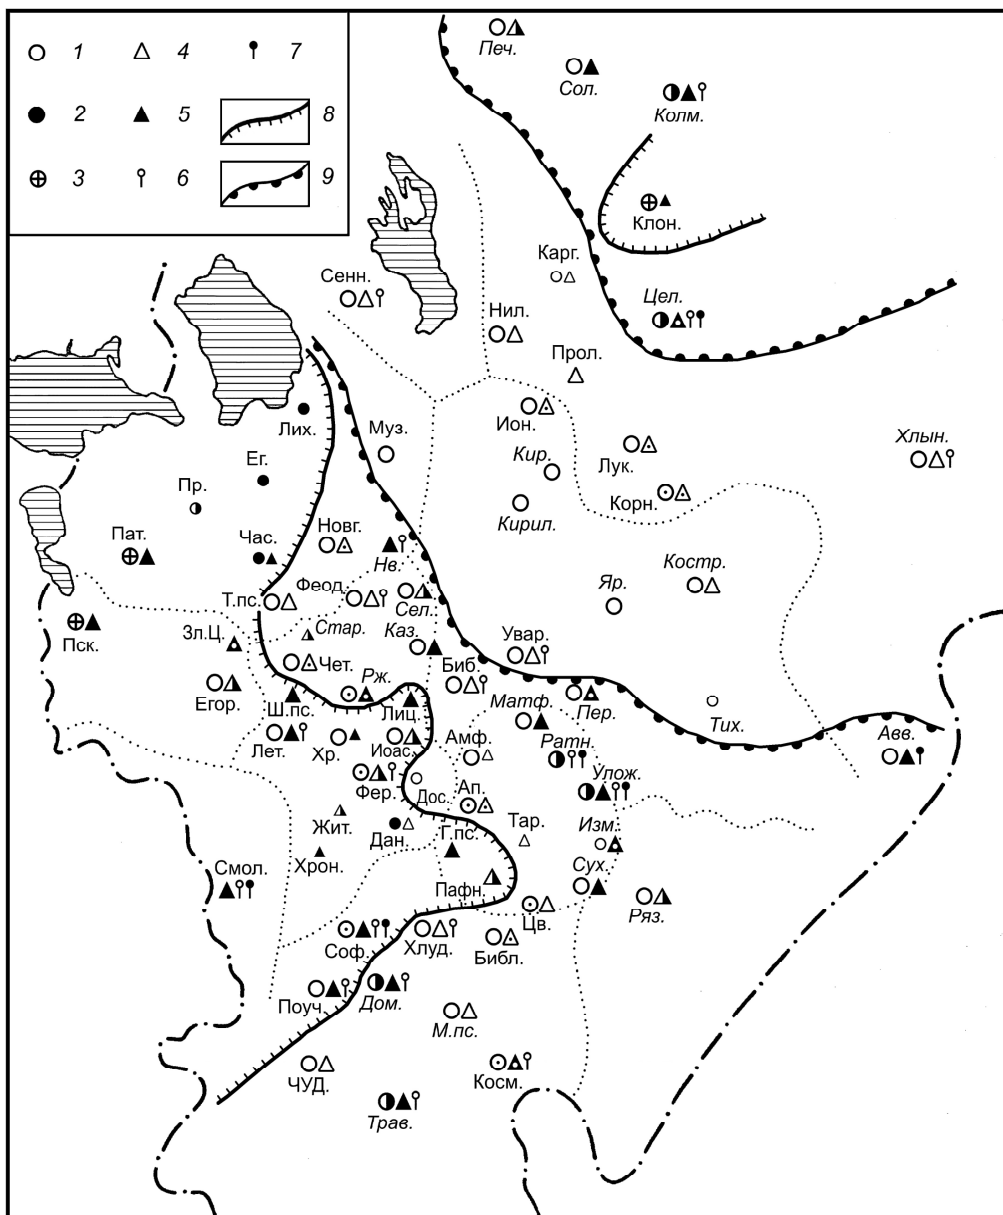 1 4 7
2 5 8
3 6 9
Печ.
Сол.
Колм.
Клон.
Карг.
Сенн.
Цел.
Нил.
Прол.
Лих.
Муз.
Ион.
Хлын.
Ег.
Кир.
Лук.
Пр.
Корн.
Кирил.
Пат.
Час.
Новг.
Нв.
Костр.
Феод.
Яр.
Т.пс.
Сел.
Пск.
Зл.Ц.
Стар.
Каз.
Увар.
Чет.
Рж.
Биб.
Егор.
Ш.пс.
Лиц.
Матф.
Пер.
Тих.
Лет.
Хр.
Иоас.
Амф.
Ратн.
Авв.
Фер.
Дос.
Ап.
Улож.
Жит.
Дан.
Г.пс.
Тар.
Изм.
Хрон.
Сух.
Смол.
Пафн.
Цв.
Ряз.
Соф.
Хлуд.
Библ.
Поуч.
Дом.
М.пс.
ЧУД.
Косм.
Трав.